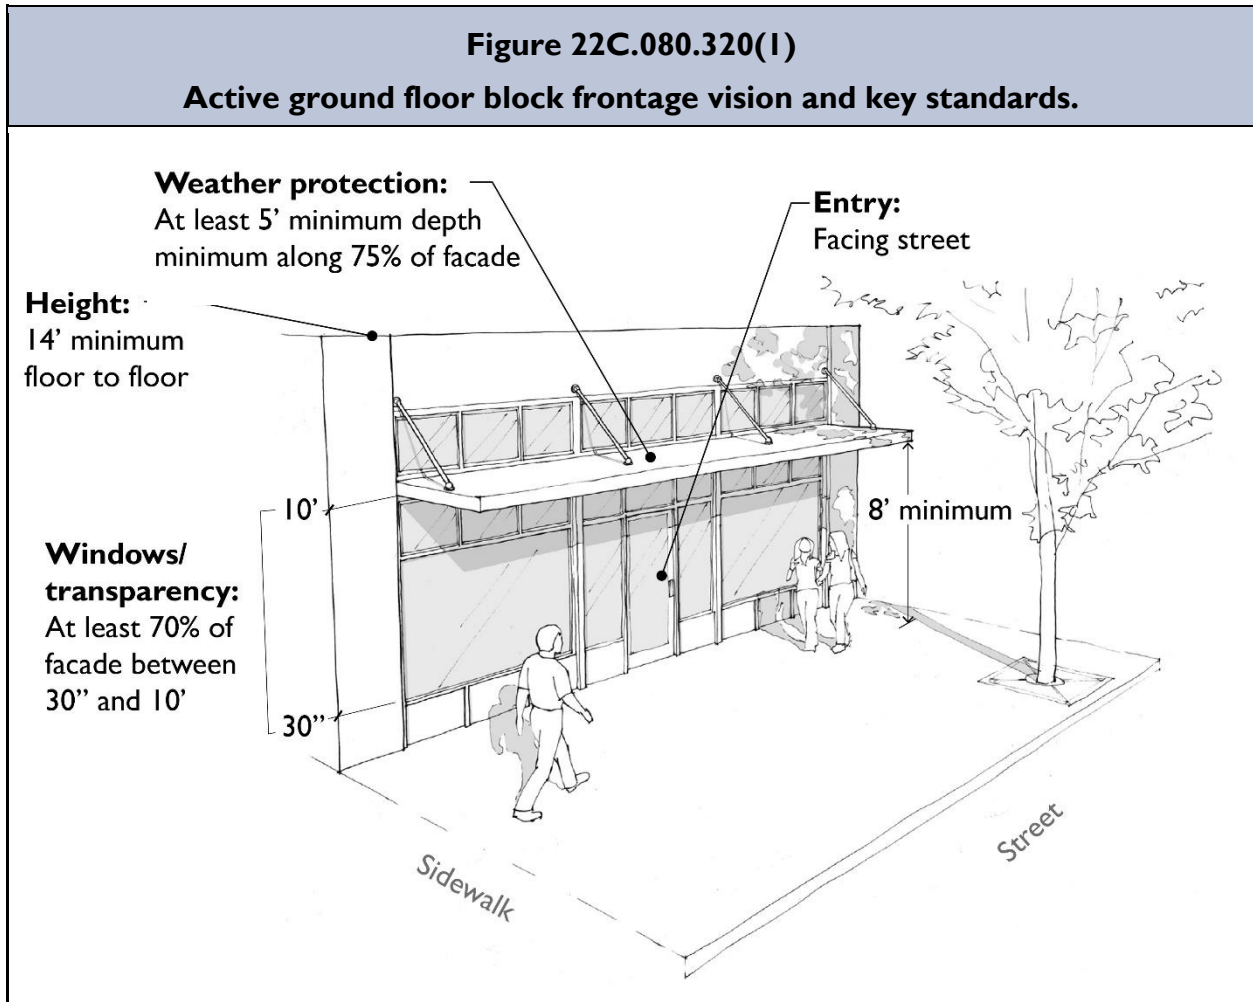 Figure 22C.080.320(1)
Active ground floor block frontage vision and key standards.
Weather protection:
At least 5’ minimum depth
minimum along 75% of facade
Entry:
Facing street
Height:
14’ minimum
floor to floor
10’
8’ minimum
Windows/
transparency:
At least 70% of
facade between
30” and 10’
30”
Sidewalk
Street